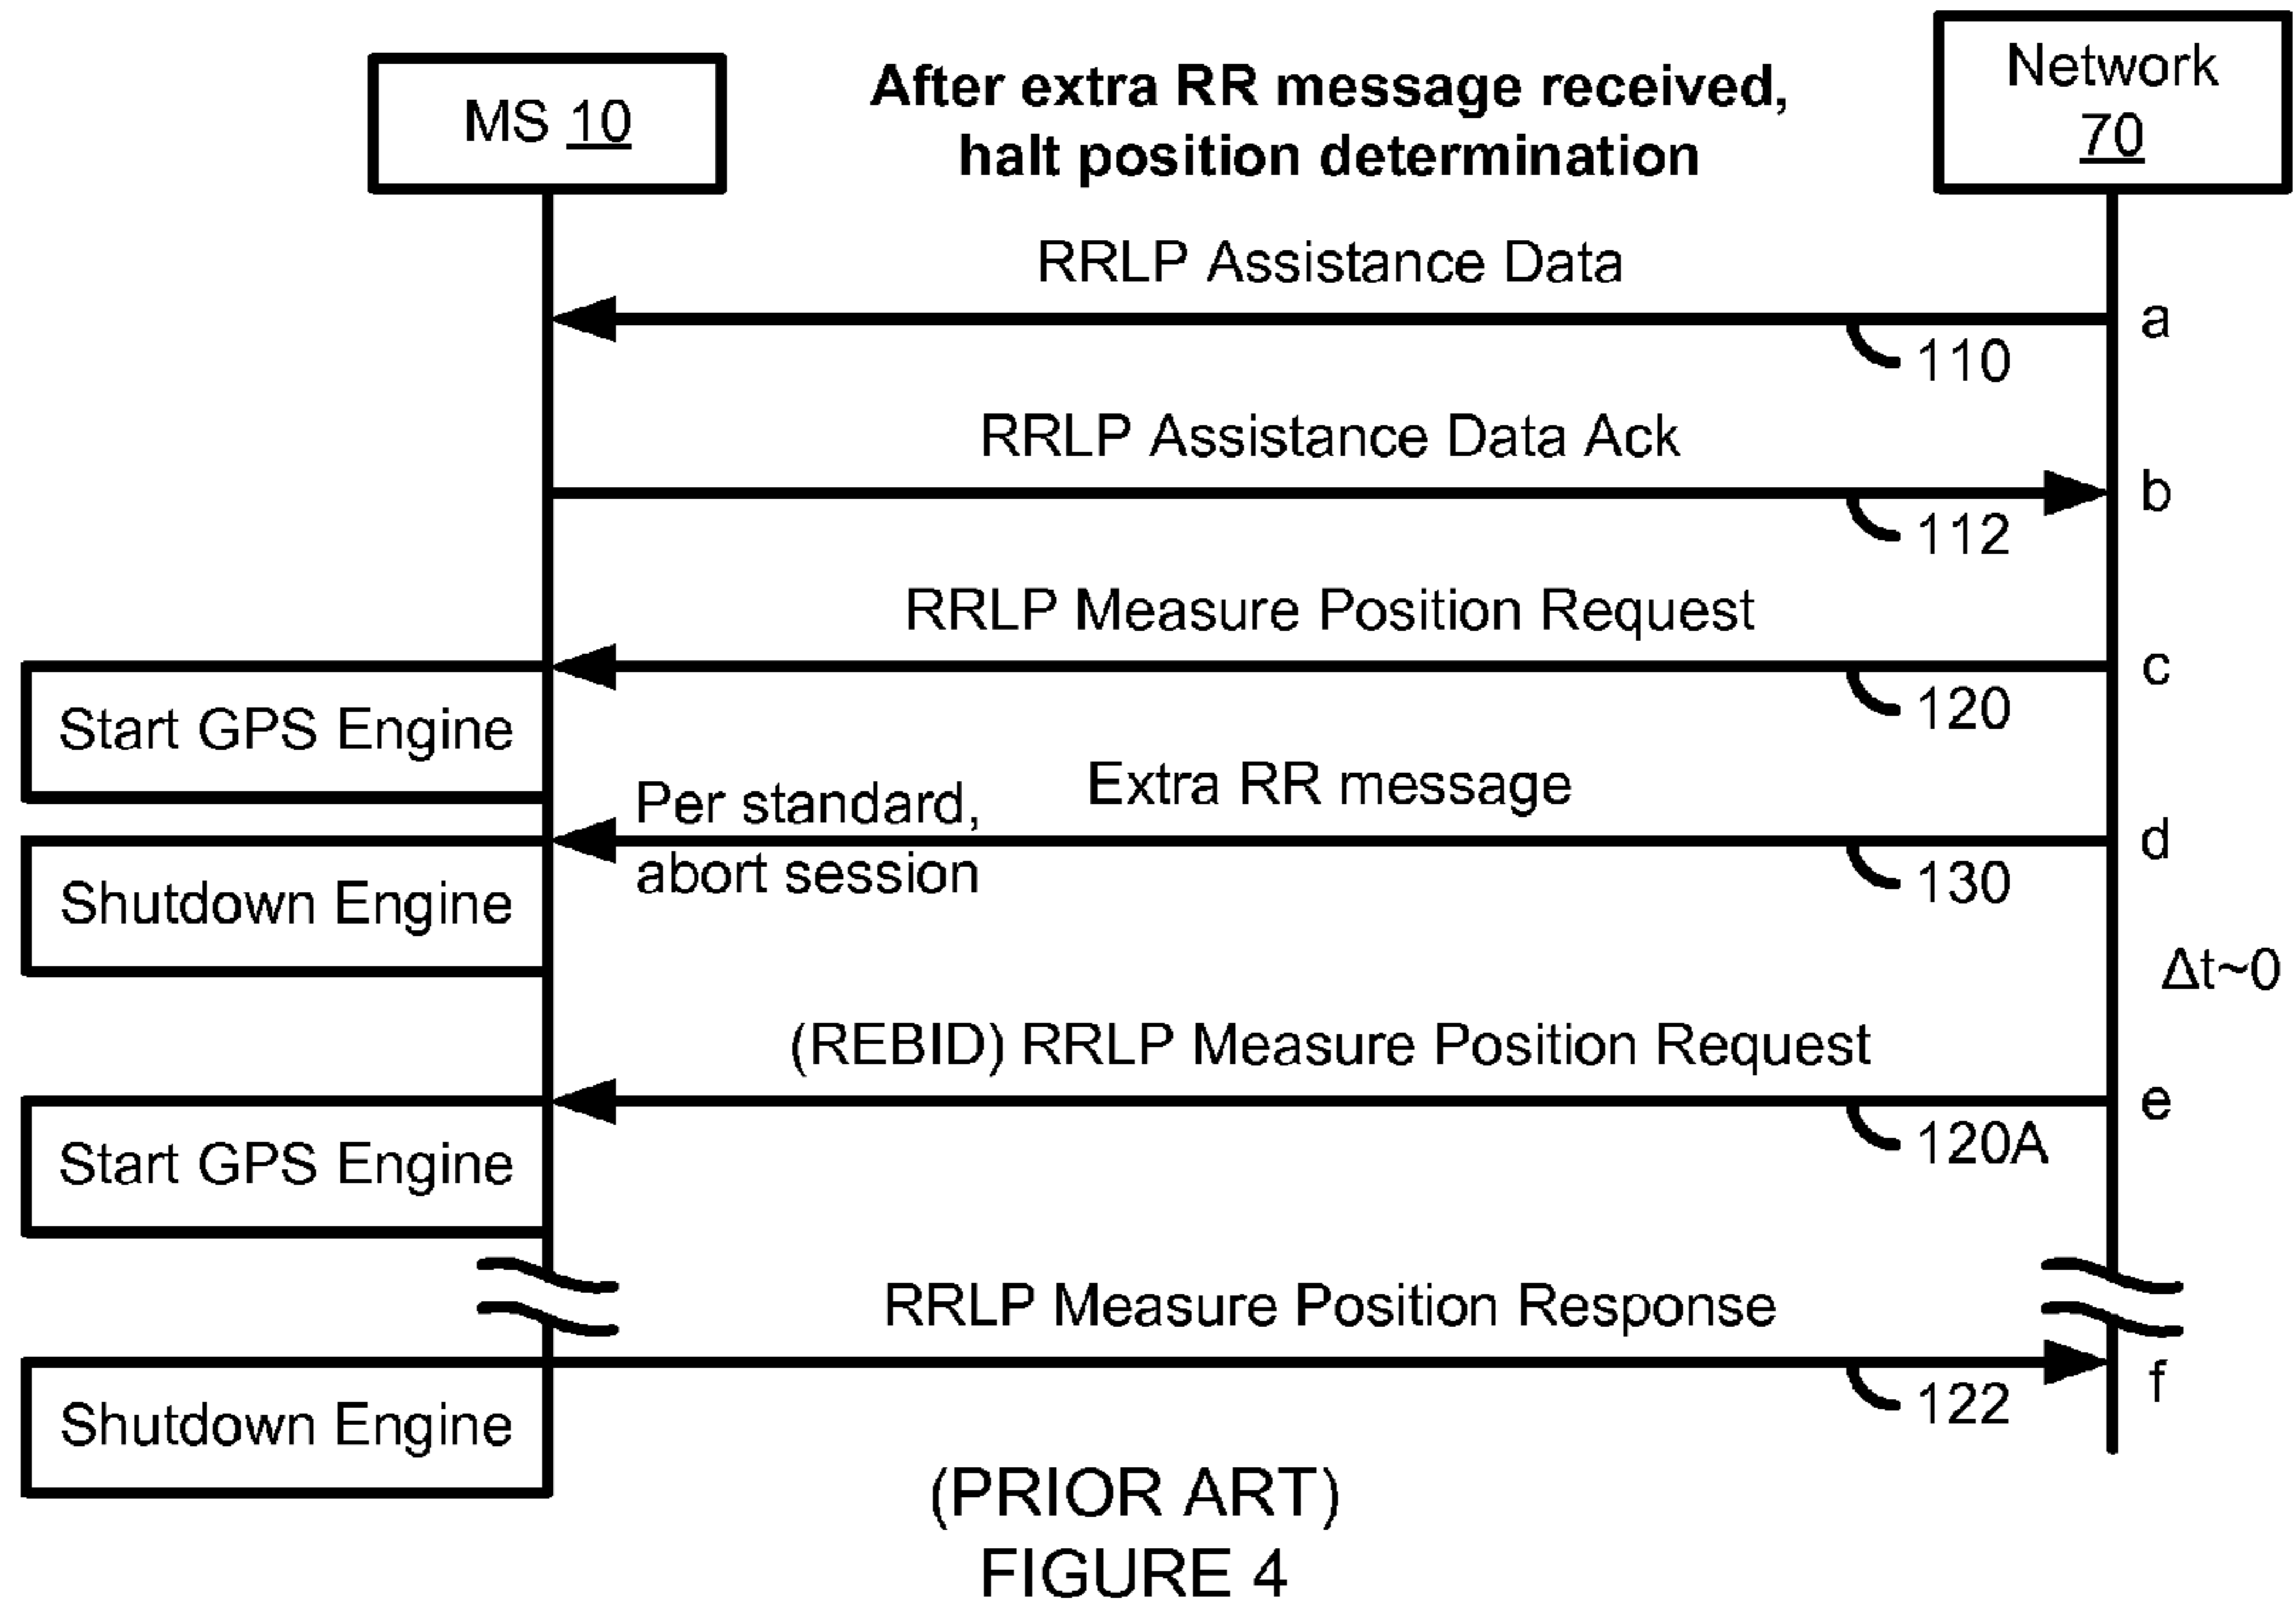 MS 10
After extra RR message received,
halt position determination
Network
70
RRLP Assistance Data
a
110
RRLP Assistance Data Ack
b
112
RRLP Measure Position Request
c
120
Start GPS Engine
Extra RR message
Per standard,
abort session
d
130
Shutdown Engine
Δt~0
(REBID) RRLP Measure Position Request
e
120A
Start GPS Engine
RRLP Measure Position Response
f
122
Shutdown Engine
(PRIOR ART)
FIGURE 4